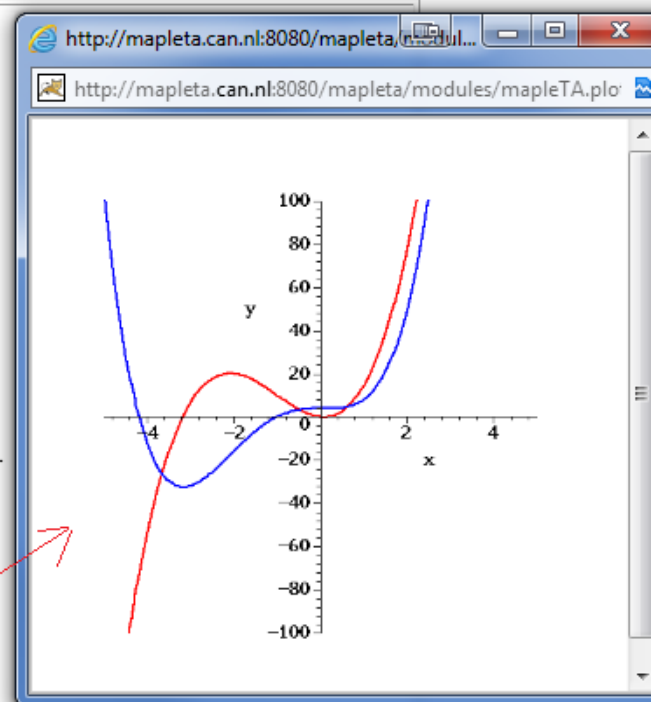 http://mapleta.can.nl:8080/mapleta/modul...
http://mapleta.can.nl:8080/mapleta/modules/mapleTA.plo
100
80
y
60
40
20
0
-4 -2 2 4
x
-20
-40
-60
-80
-100